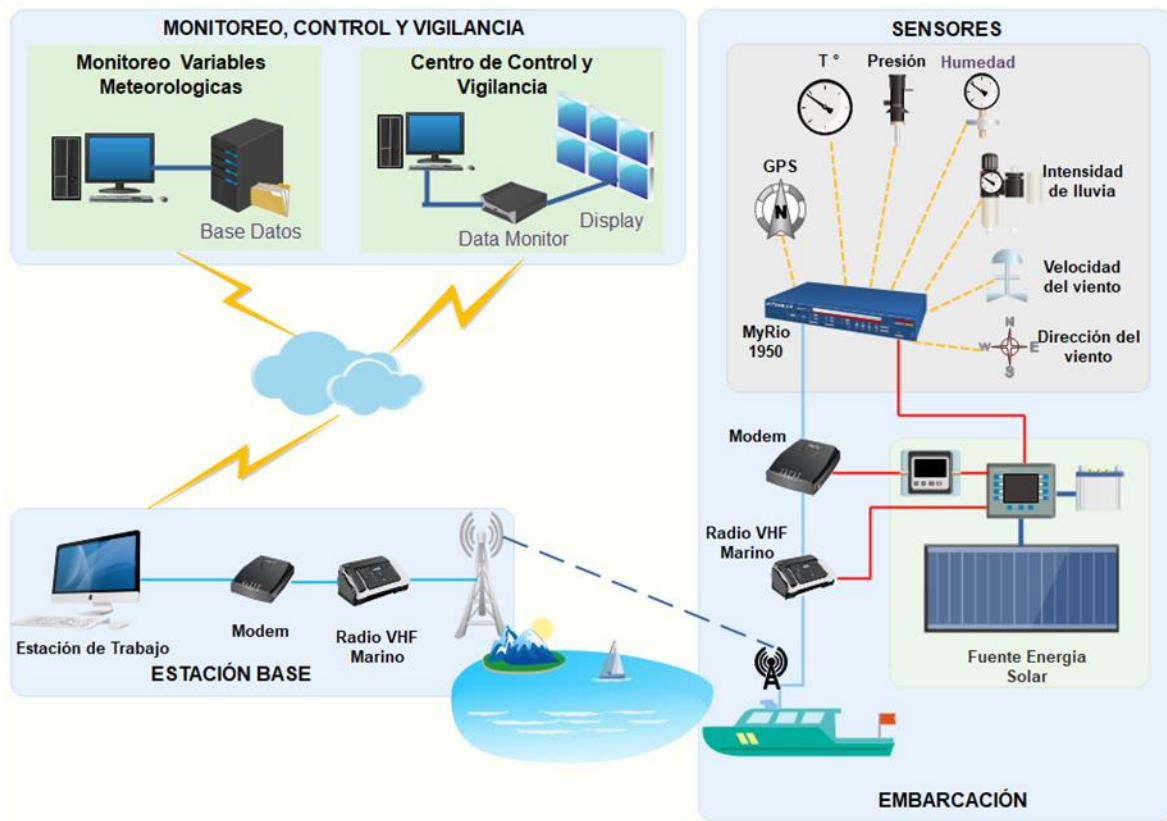 MONITOREO, CONTROL Y VIGILANCIA
Monitoreo Variables
Meteorologicas
Base Datos
Centro de Control y
Vigilancia
Data Monitor
Display
SENSORES
T °
Presión
Humedad
GPS
Intensidad
de lluvia
Velocidad
del viento
N
W
E
S
Dirección del
viento
N
MyRio
1950
Modem
Radio VHF
Marino
Fuente Energia
Solar
EMBARCACIÓN
Estación de Trabajo
Modem
Radio VHF
Marino
ESTACIÓN BASE